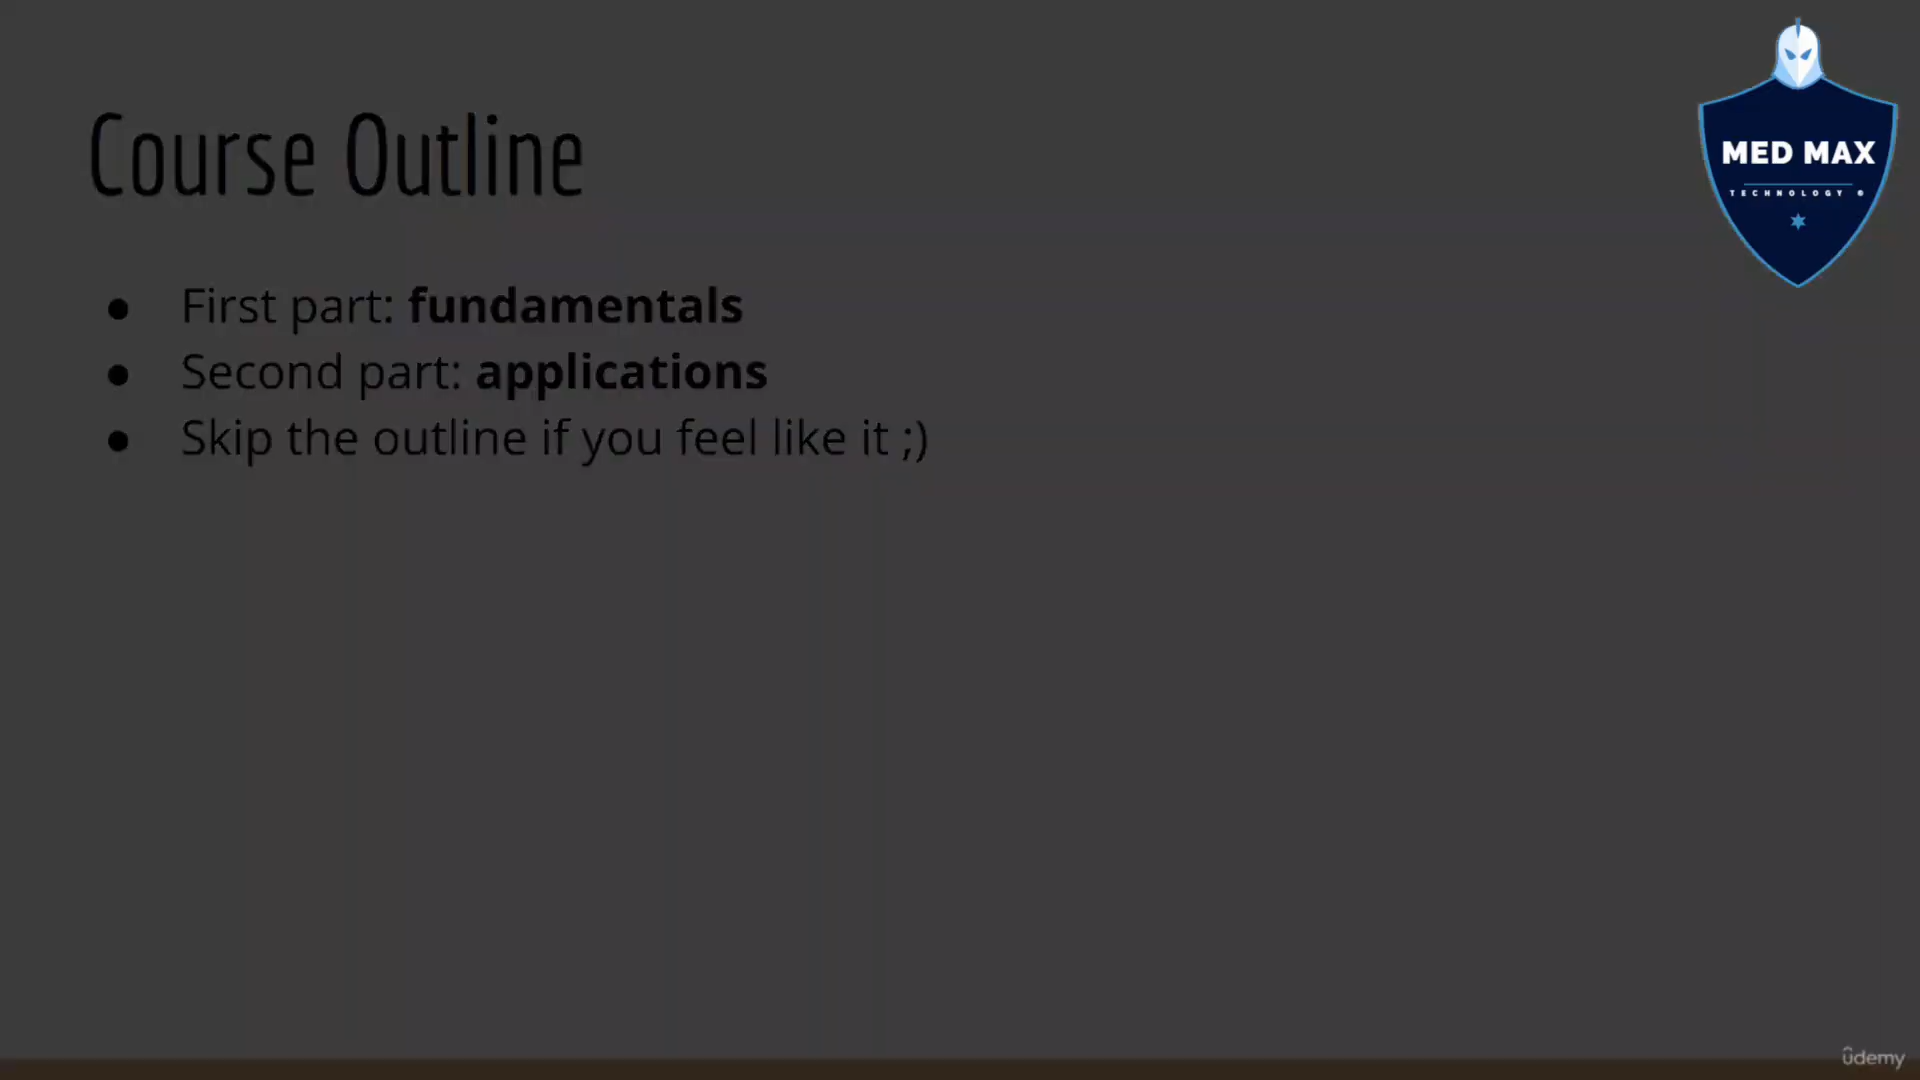 Course Outline
MED MAX
TECHNOLOGY
● First part: fundamentals
● Second part: applications
● Skip the outline if you feel like it ;)
ûdemy